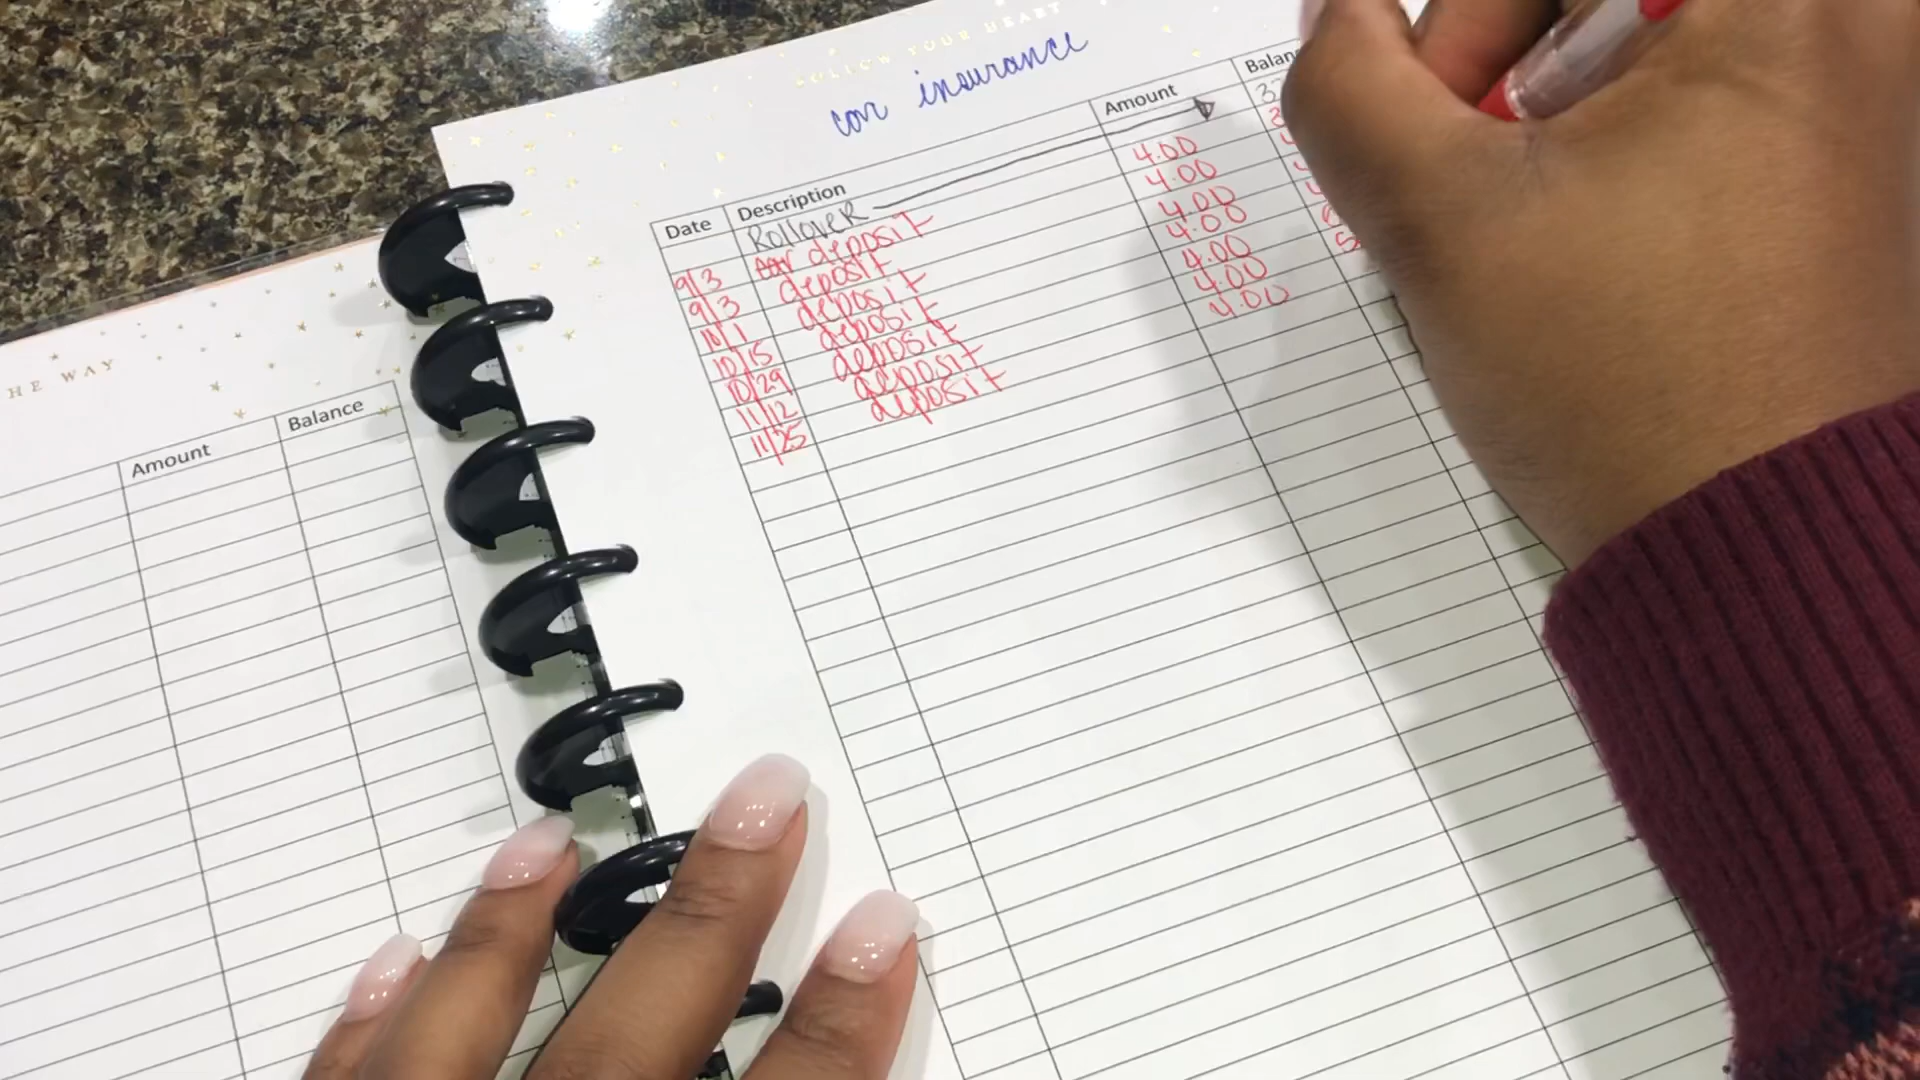 FOLLOW YOUR HEART
car insurance
Date Description Amount Balanc
Rollover
9/3 deposit 4.00
9/3 deposit 4.00
10/1 deposit 4.00
10/15 deposit 4.00
10/29 deposit 4.00
11/12 deposit 4.00
11/25 deposit 4.00
HE WAY
Amount Balance